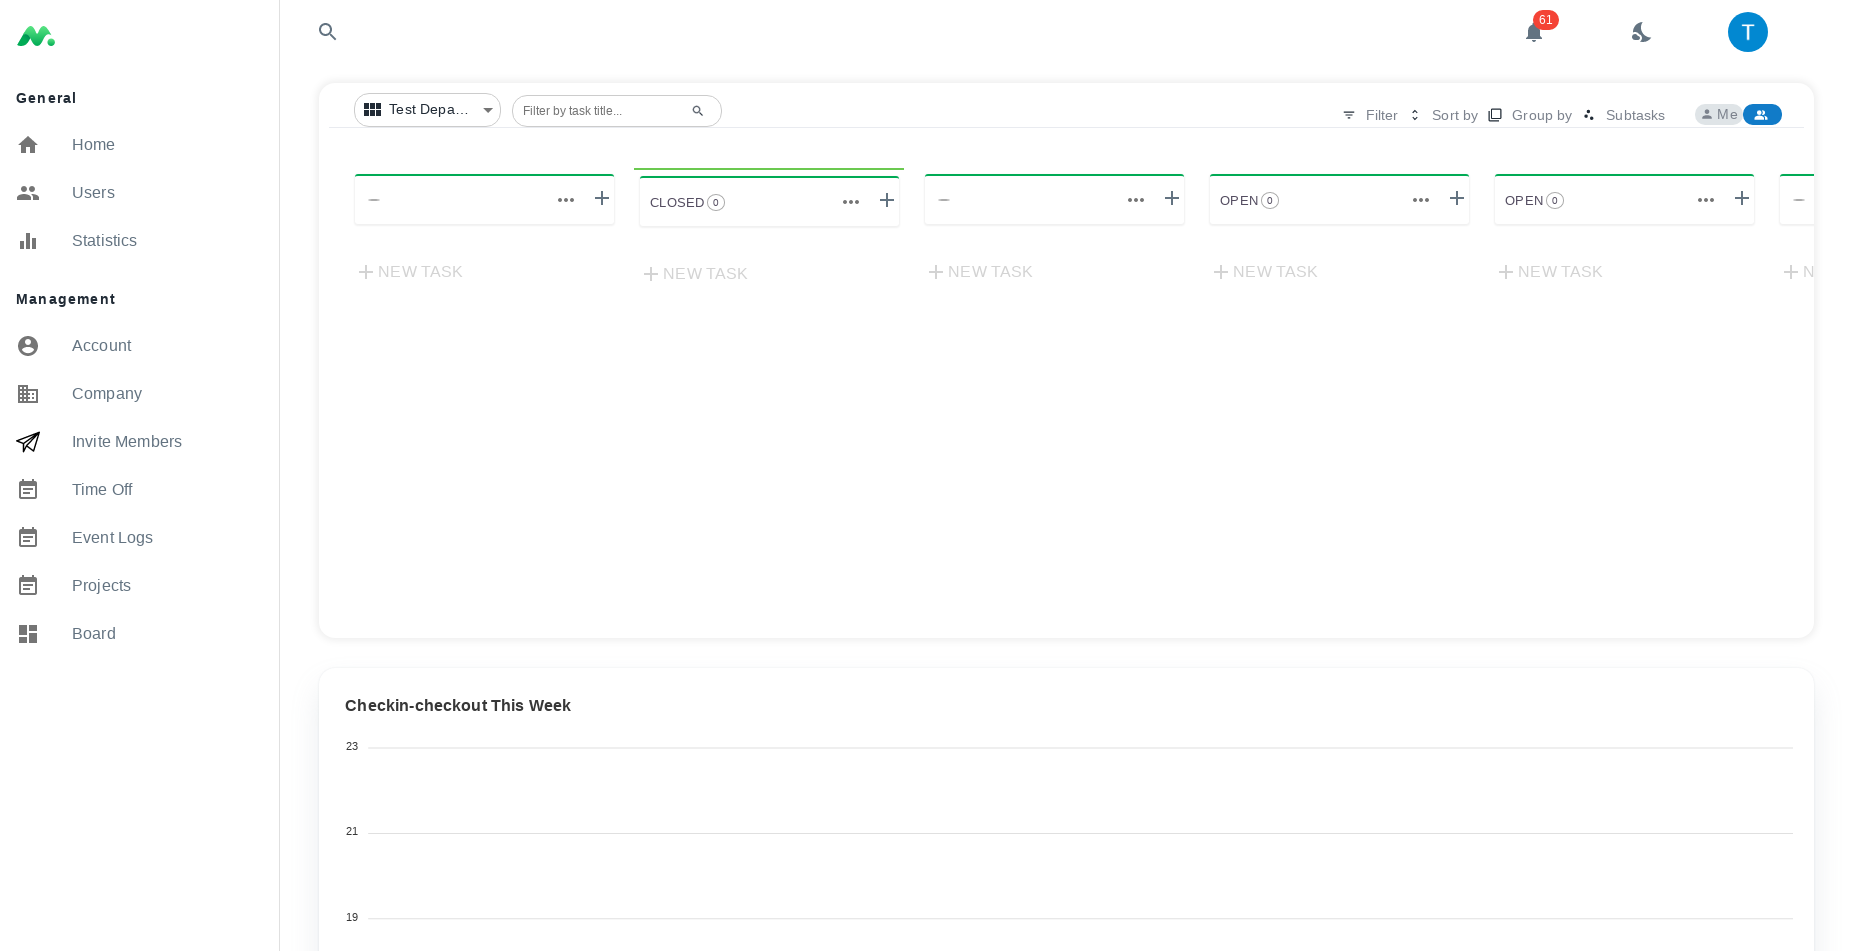 61
T
General
Home
Users
Statistics
Management
Account
Company
Invite Members
Time Off
Event Logs
Projects
Board
Test Depa...
Filter by task title...
Filter
Sort by
Group by
Subtasks
Me
CLOSED 0
OPEN 0
OPEN 0
NEW TASK
NEW TASK
NEW TASK
NEW TASK
NEW TASK
N
Checkin-checkout This Week
23
21
19